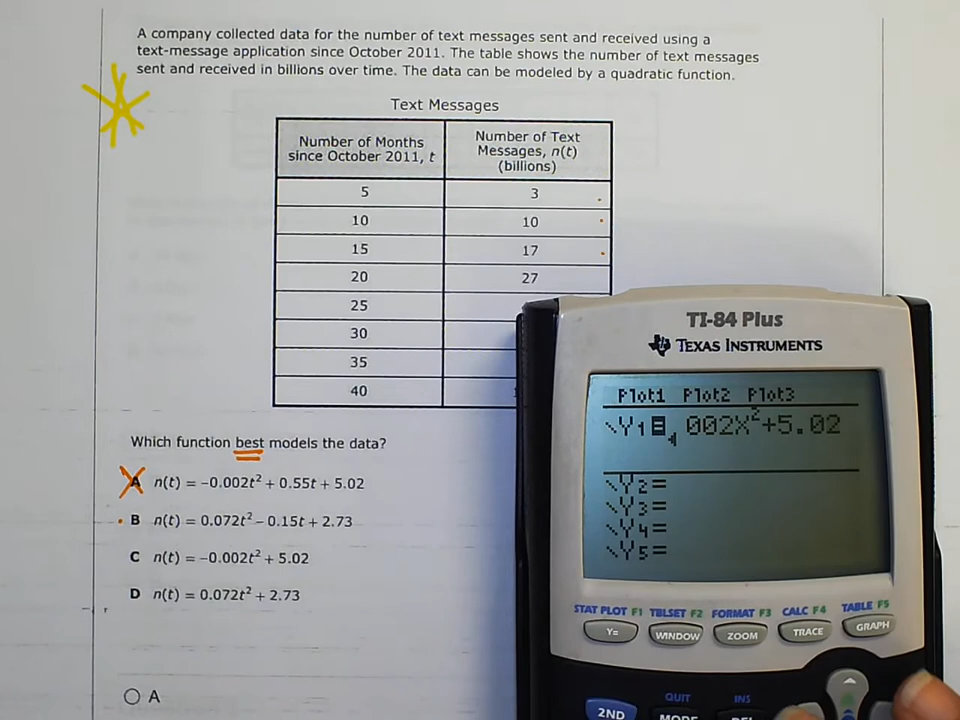 A company collected data for the number of text messages sent and received using a
text-message application since October 2011. The table shows the number of text messages
sent and received in billions over time. The data can be modeled by a quadratic function.
Text Messages
Number of Months
since October 2011, t
Number of Text
Messages, n(t)
(billions)
5 3
10 10
15 17
20 27
25
30
35
40
Which function best models the data?
A n(t) = −0.002t² + 0.55t + 5.02
B n(t) = 0.072t² − 0.15t + 2.73
C n(t) = −0.002t² + 5.02
D n(t) = 0.072t² + 2.73
A
TI-84 Plus
TEXAS INSTRUMENTS
Plot1 Plot2 Plot3
\Y1= 002X²+5.02
\Y2=
\Y3=
\Y4=
\Y5=
STAT PLOT F1 TBLSET F2 FORMAT F3 CALC F4 TABLE F5
Y= WINDOW ZOOM TRACE GRAPH
QUIT INS
2ND MODE DEL